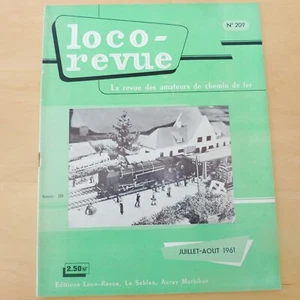 loco-
revue
N° 209
La revue des amateurs de chemin de fer
JUILLET-AOUT 1961
2.50
Editions Loco-Revue, Le Sablen, Auray Morbihan